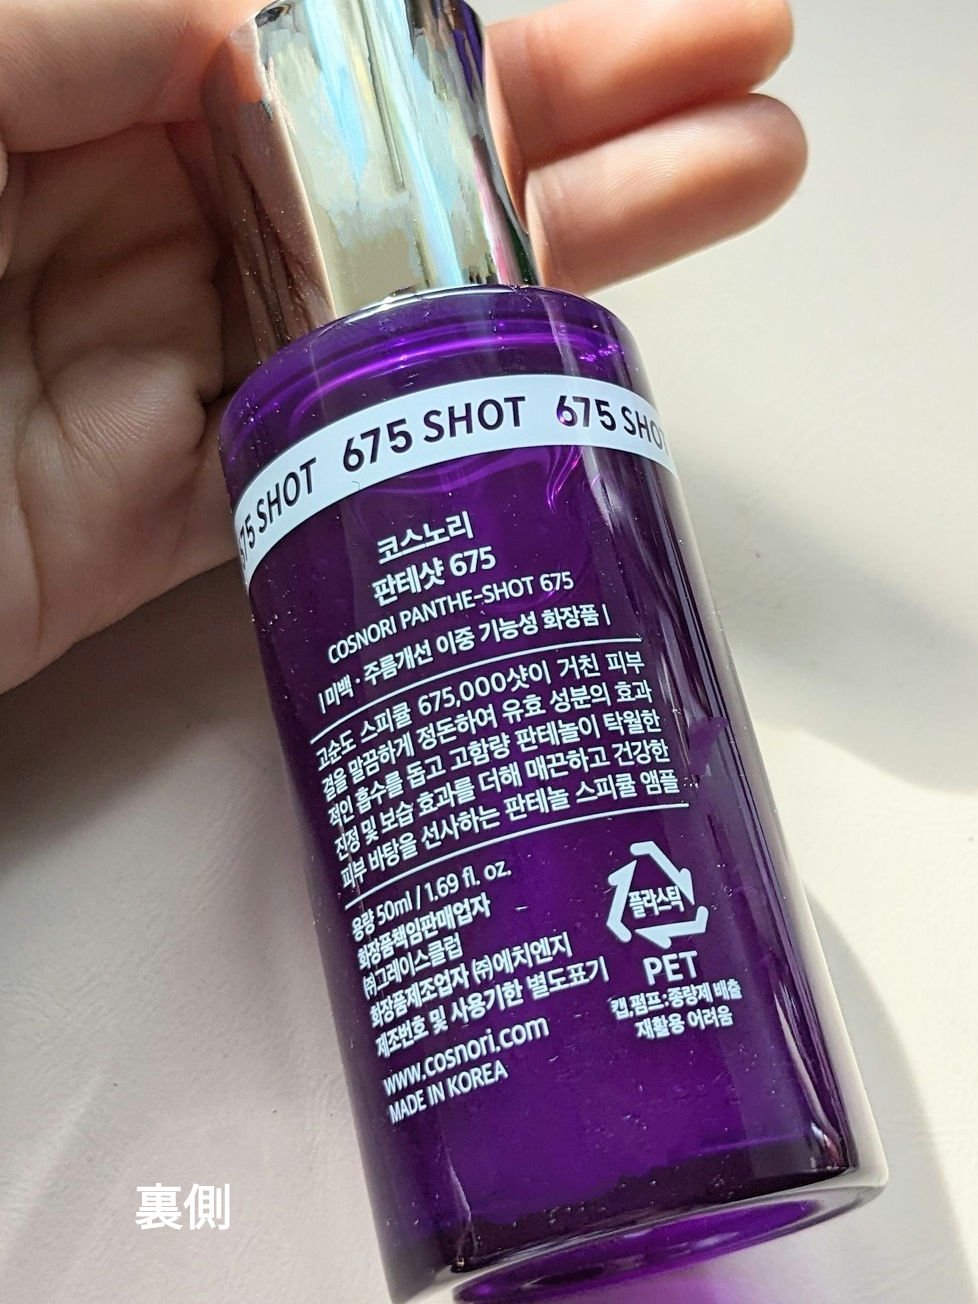 675 SHOT 675 SHOT 675 SHOT
코스노리
판테샷 675
COSNORI PANTHE-SHOT 675
| 미백 · 주름개선 이중 기능성 화장품 |
고순도 스피큘 675,000샷이 거친 피부
결을 말끔하게 정돈하여 유효 성분의 효과
적인 흡수를 돕고 고함량 판테놀이 탁월한
진정 및 보습 효과를 더해 매끈하고 건강한
피부 바탕을 선사하는 판테놀 스피큘 앰플
용량 50ml / 1.69 fl. oz.
화장품책임판매업자
㈜그레이스클럽
화장품제조업자 ㈜에치엔지
제조번호 및 사용기한 별도표기
www.cosnori.com
MADE IN KOREA
플라스틱
PET
캡,펌프:종량제 배출
재활용 어려움
裏側